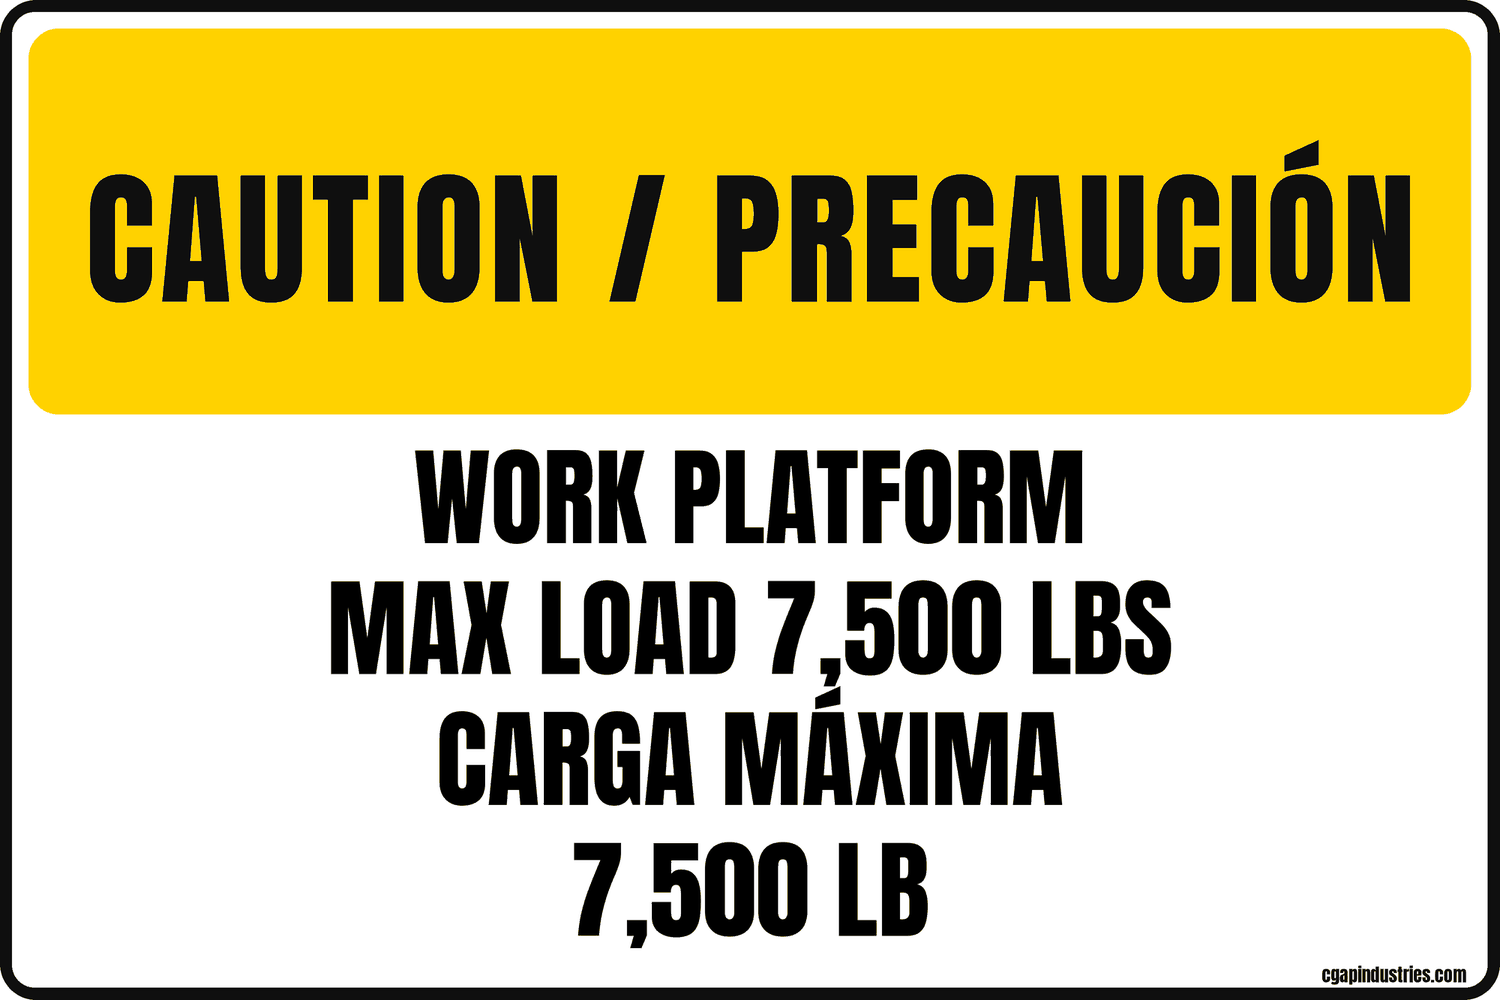 CAUTION / PRECAUCIÓN
WORK PLATFORM
MAX LOAD 7,500 LBS
CARGA MÁXIMA
7,500 LB
cgapindustries.com